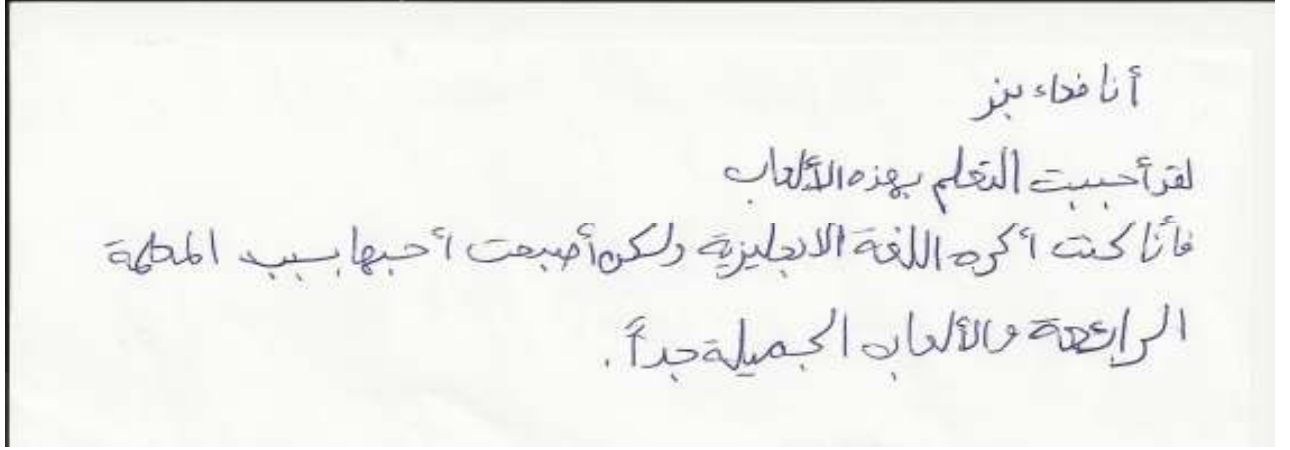 أنا فداء بنر
لقد أحببت التعلم بهذه الألعاب
فأنا كنت أكره اللغة الانجليزية ولكن أصبحت أحبها بسبب المعلمة
الرائعة والألعاب الجميلة جداً.